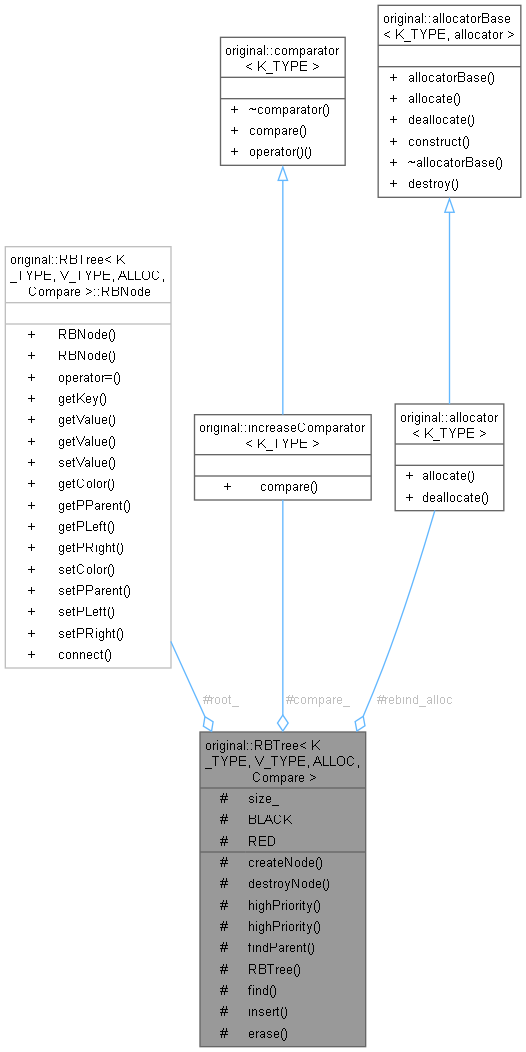 original::allocatorBase
< K_TYPE, allocator >
+ allocatorBase()
+ allocate()
+ deallocate()
+ construct()
+ ~allocatorBase()
+ destroy()
original::comparator
< K_TYPE >
+ ~comparator()
+ compare()
+ operator()()
original::RBTree< K
_TYPE, V_TYPE, ALLOC,
Compare >::RBNode
+ RBNode()
+ RBNode()
+ operator=()
+ getKey()
+ getValue()
+ getValue()
+ setValue()
+ getColor()
+ getPParent()
+ getPLeft()
+ getPRight()
+ setColor()
+ setPParent()
+ setPLeft()
+ setPRight()
+ connect()
original::increaseComparator
< K_TYPE >
+ compare()
original::allocator
< K_TYPE >
+ allocate()
+ deallocate()
#root_
#compare_
#rebind_alloc
original::RBTree< K
_TYPE, V_TYPE, ALLOC,
Compare >
# size_
# BLACK
# RED
# createNode()
# destroyNode()
# highPriority()
# highPriority()
# findParent()
# RBTree()
# find()
# insert()
# erase()